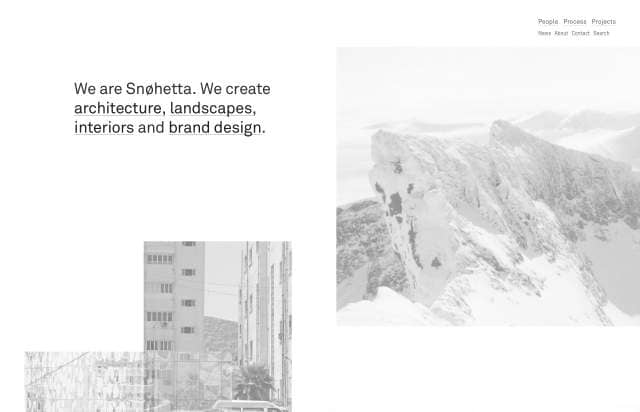 People Process Projects
News About Contact Search
We are Snøhetta. We create
architecture, landscapes,
interiors and brand design.